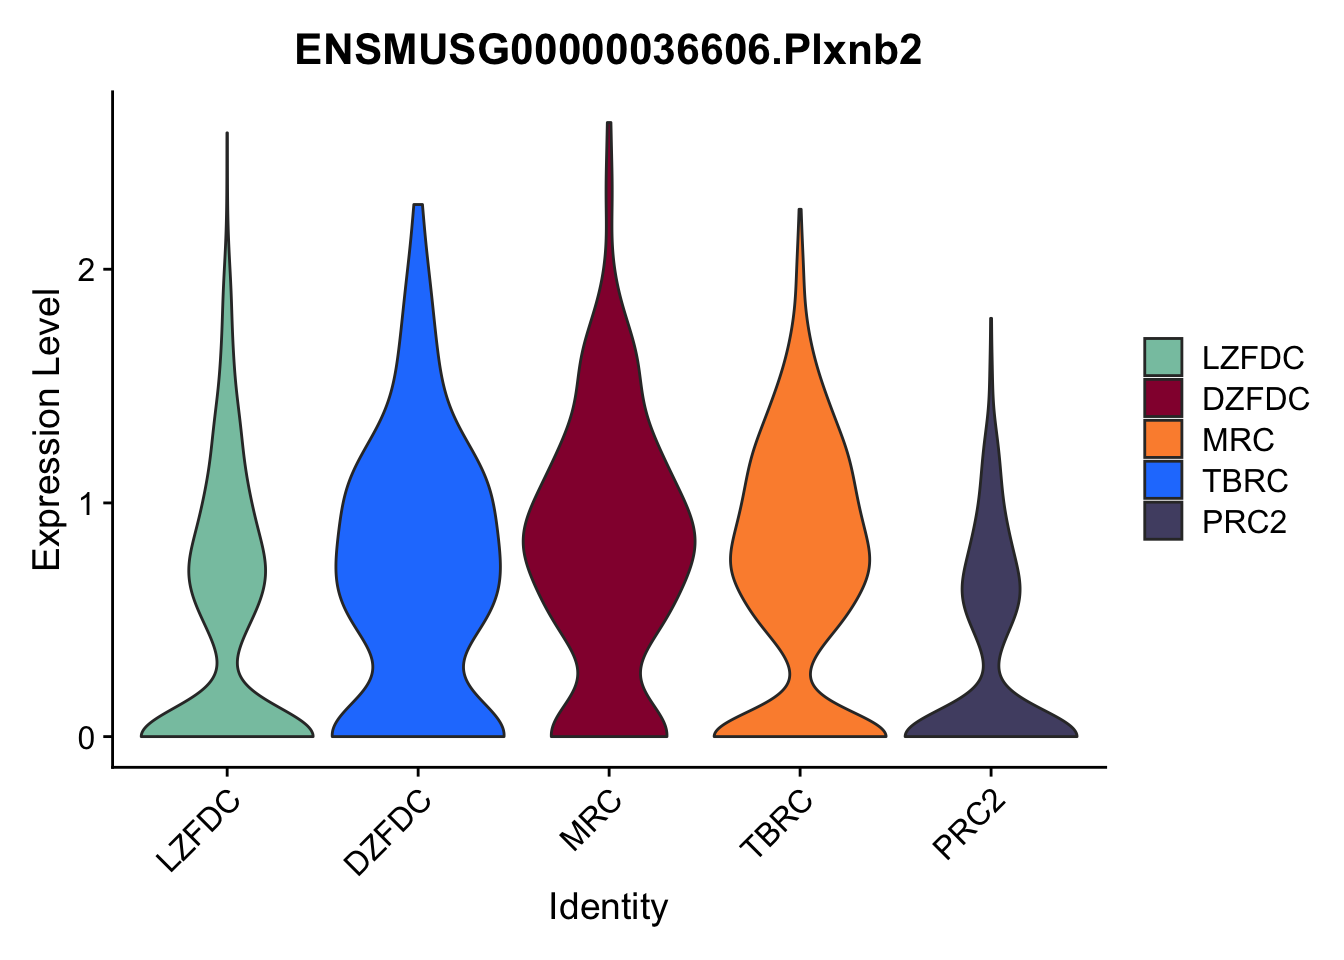 ENSMUSG00000036606.Plxnb2
Expression Level
2
1
0
LZFDC
DZFDC
MRC
TBRC
PRC2
Identity
LZFDC
DZFDC
MRC
TBRC
PRC2